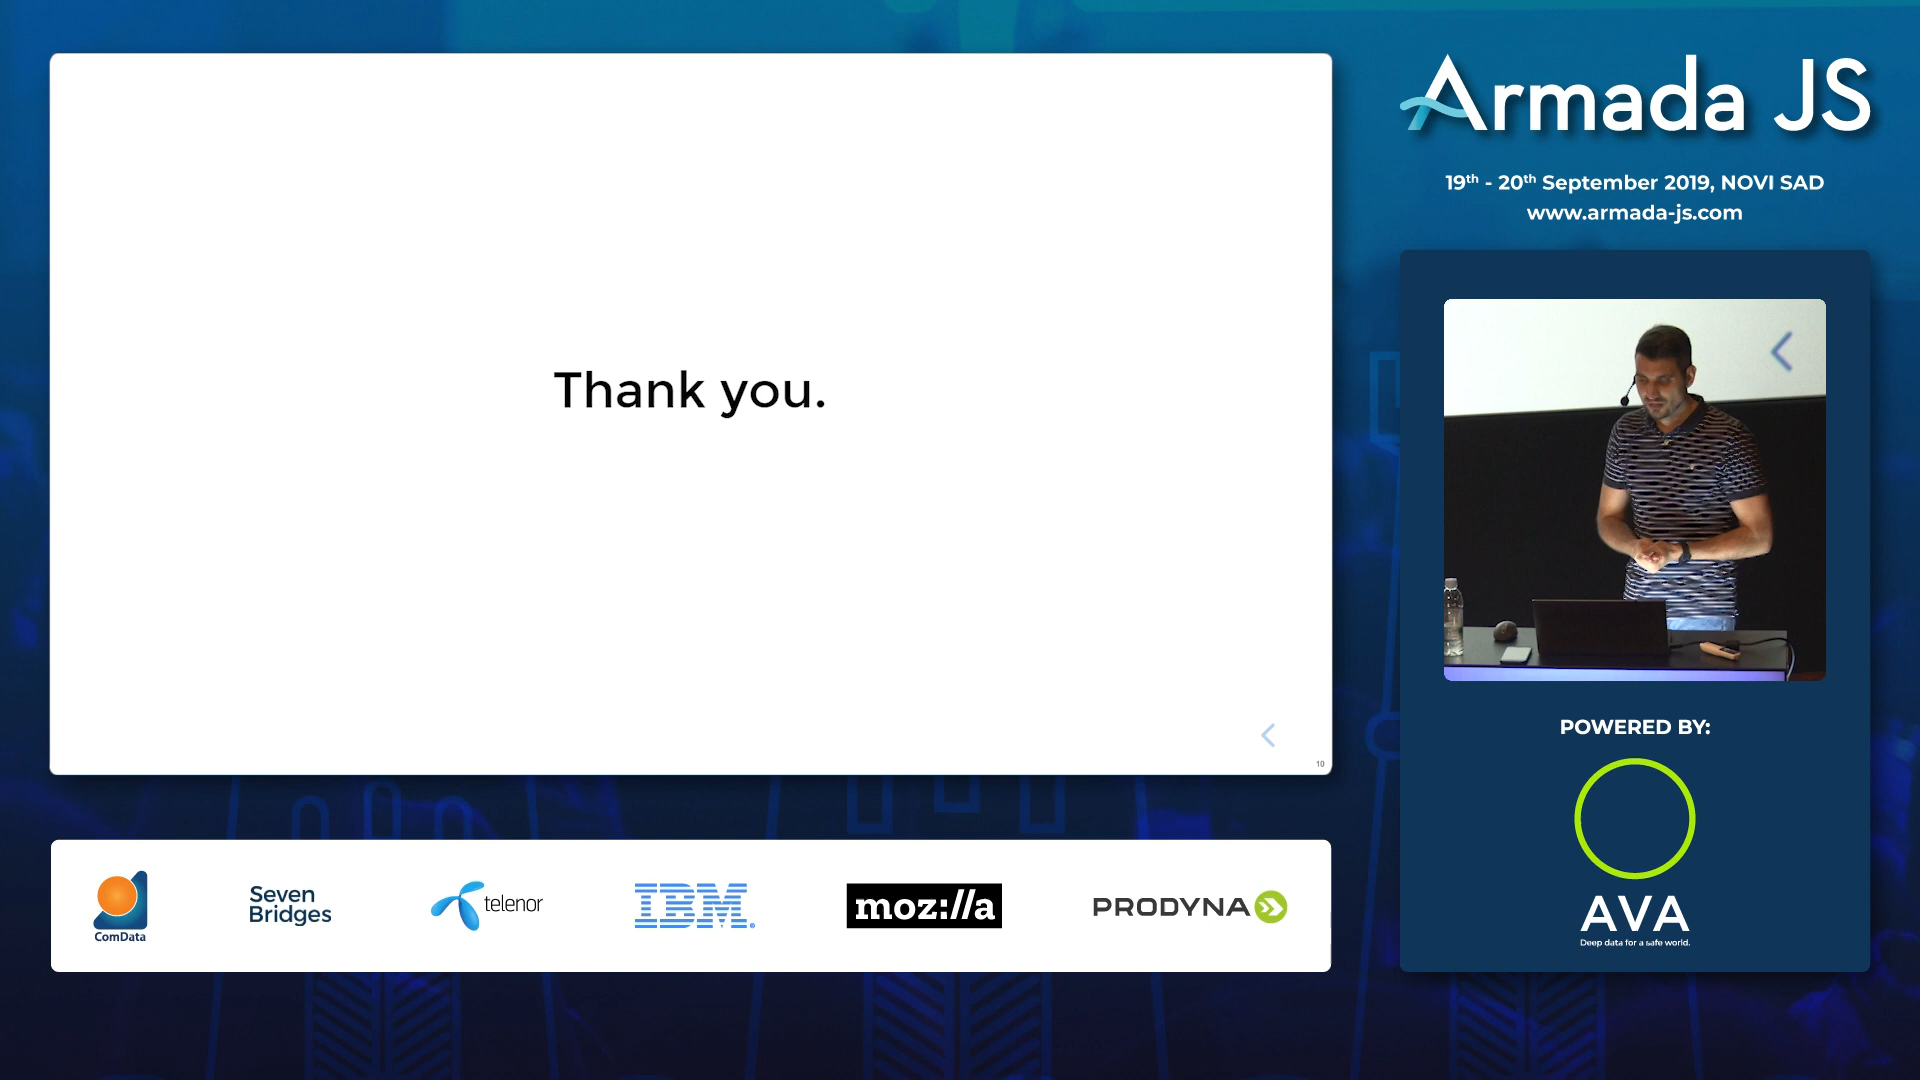 Thank you.
10
Armada JS
19th - 20th September 2019, NOVI SAD
www.armada-js.com
POWERED BY:
AVA
Deep data for a safe world.
ComData
Seven
Bridges
telenor
IBM
moz://a
PRODYNA